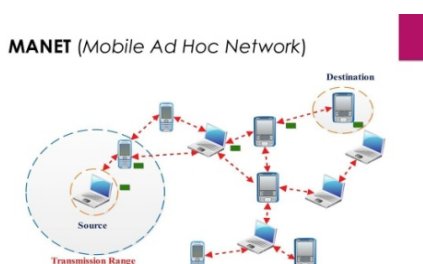 MANET (Mobile Ad Hoc Network)
Destination
Source
Transmission Range